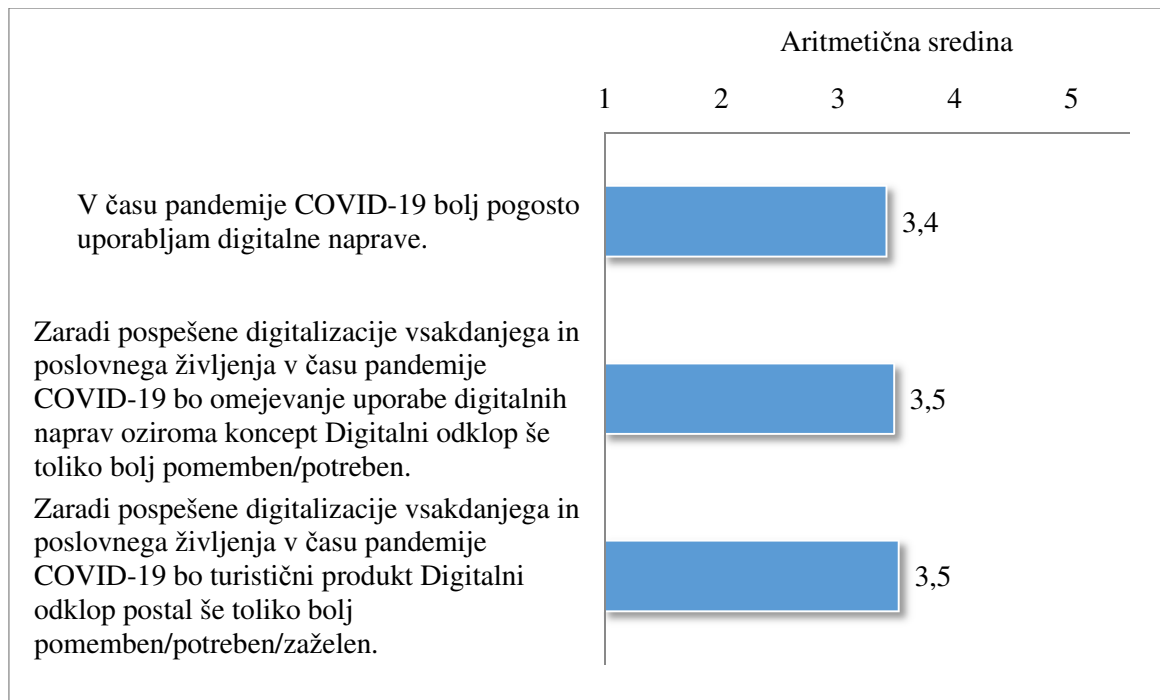 Aritmetična sredina
1 2 3 4 5
V času pandemije COVID-19 bolj pogosto
uporabljam digitalne naprave.
3,4
Zaradi pospešene digitalizacije vsakdanjega in
poslovnega življenja v času pandemije
COVID-19 bo omejevanje uporabe digitalnih
naprav oziroma koncept Digitalni odklop še
toliko bolj pomemben/potreben.
3,5
Zaradi pospešene digitalizacije vsakdanjega in
poslovnega življenja v času pandemije
COVID-19 bo turistični produkt Digitalni
odklop postal še toliko bolj
pomemben/potreben/zaželen.
3,5